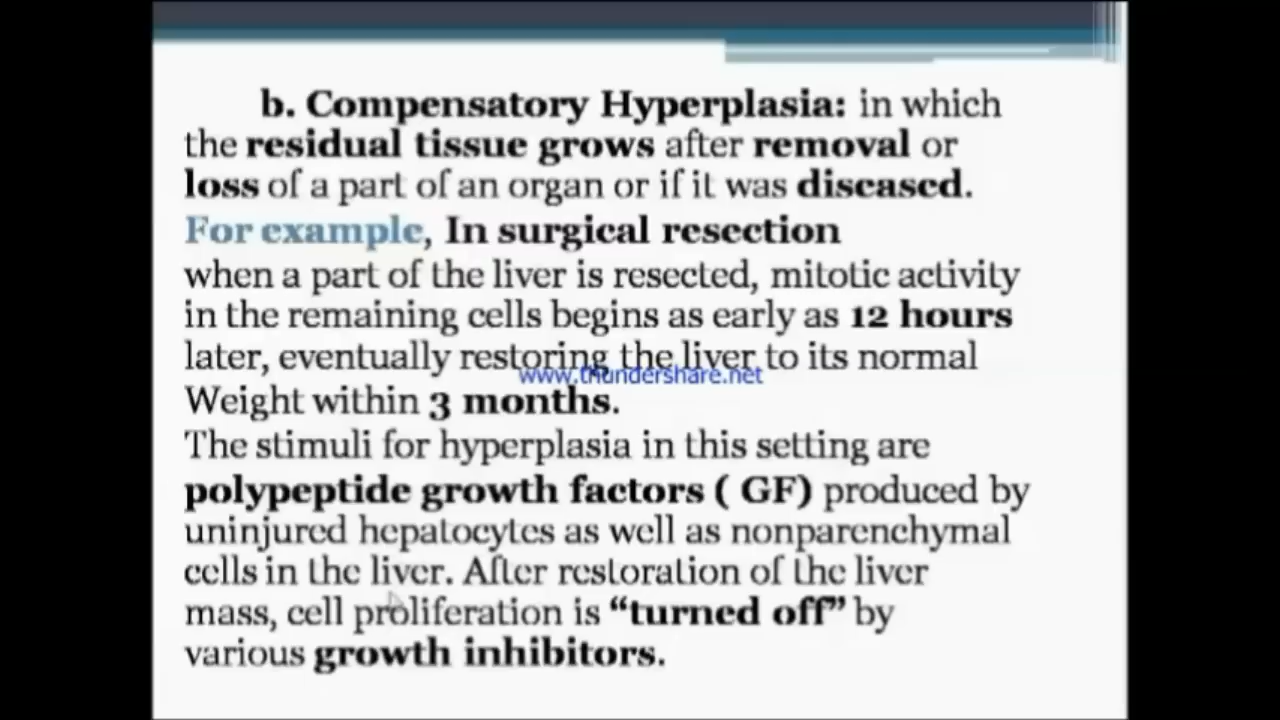 b. Compensatory Hyperplasia: in which
the residual tissue grows after removal or
loss of a part of an organ or if it was diseased.
For example, In surgical resection
when a part of the liver is resected, mitotic activity
in the remaining cells begins as early as 12 hours
later, eventually restoring the liver to its normal
www.thundershare.net
Weight within 3 months.
The stimuli for hyperplasia in this setting are
polypeptide growth factors ( GF) produced by
uninjured hepatocytes as well as nonparenchymal
cells in the liver. After restoration of the liver
mass, cell proliferation is “turned off” by
various growth inhibitors.